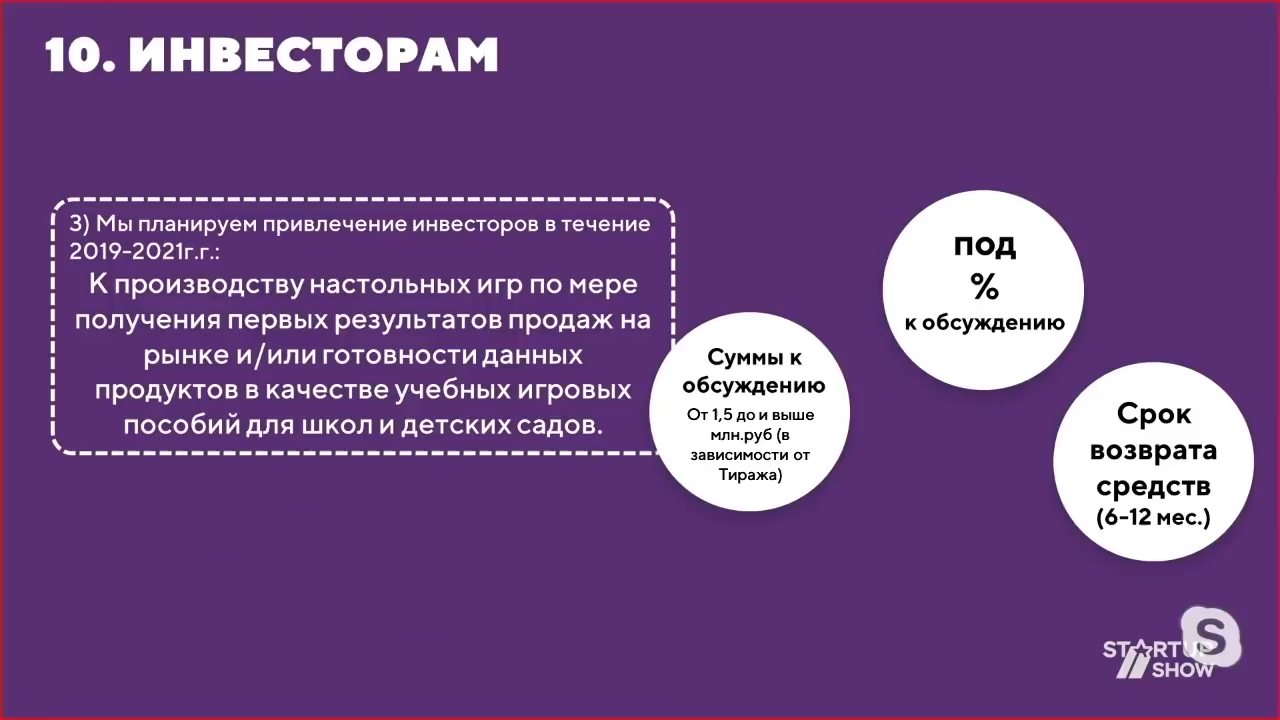 10. ИНВЕСТОРАМ
3) Мы планируем привлечение инвесторов в течение
2019-2021г.г.:
К производству настольных игр по мере
получения первых результатов продаж на
рынке и/или готовности данных
продуктов в качестве учебных игровых
пособий для школ и детских садов.
Суммы к
обсуждению
От 1,5 до и выше
млн.руб (в
зависимости от
Тиража)
под
%
к обсуждению
Срок
возврата
средств
(6-12 мес.)
STARTUP
SHOW
S